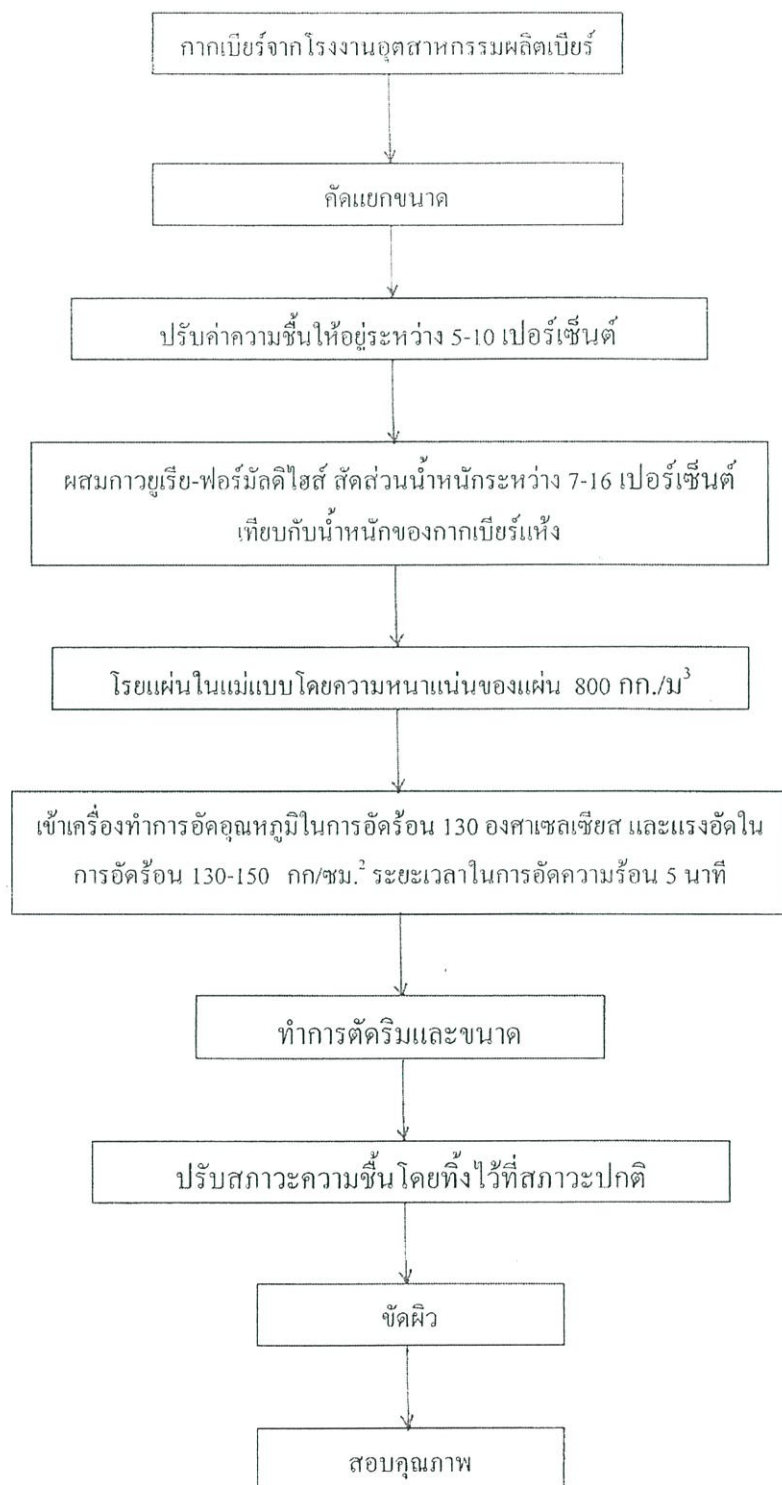 กากเบียร์จากโรงงานอุตสาหกรรมผลิตเบียร์
คัดแยกขนาด
ปรับค่าความชื้นให้อยู่ระหว่าง 5-10 เปอร์เซ็นต์
ผสมกาวยูเรีย-ฟอร์มัลดิไฮส์ สัดส่วนน้ำหนักระหว่าง 7-16 เปอร์เซ็นต์
เทียบกับน้ำหนักของกากเบียร์แห้ง
โรยแผ่นในแม่แบบโดยความหนาแน่นของแผ่น 800 กก./ม³
เข้าเครื่องทำการอัดอุณหภูมิในการอัดร้อน 130 องศาเซลเซียส และแรงอัดใน
การอัดร้อน 130-150 กก/ซม.² ระยะเวลาในการอัดความร้อน 5 นาที
ทำการตัดริมและขนาด
ปรับสภาวะความชื้นโดยทิ้งไว้ที่สภาวะปกติ
ขัดผิว
สอบคุณภาพ